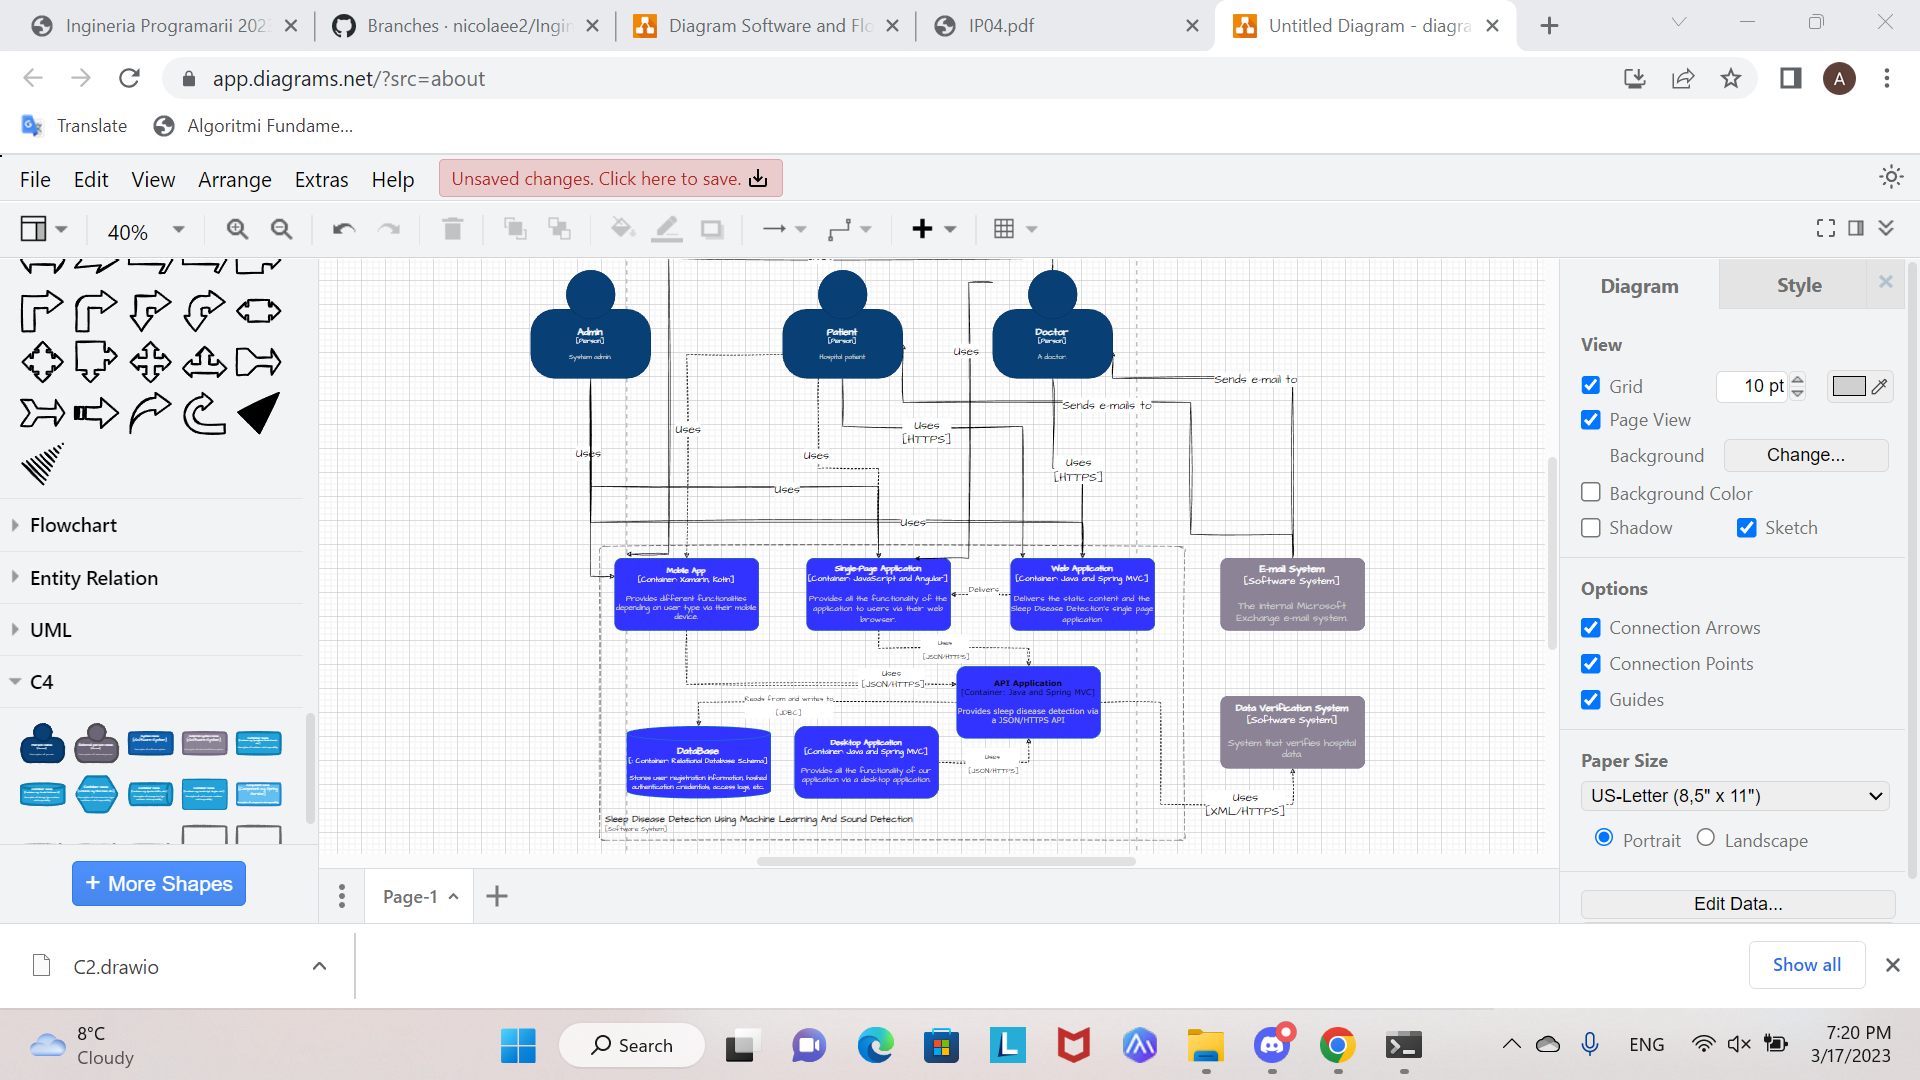 Ingineria Programarii 202
Branches · nicolaee2/Ingin
Diagram Software and Flo
IP04.pdf
Untitled Diagram - diagra
app.diagrams.net/?src=about
A
Translate
Algoritmi Fundame...
File
Edit
View
Arrange
Extras
Help
Unsaved changes. Click here to save.
40%
Admin
[Person]
System admin.
Patient
[Person]
Hospital patient
Doctor
[Person]
A doctor.
Uses
Sends e-mail to
Sends e-mails to
Uses
Uses
[HTTPS]
Uses
Uses
Uses
[HTTPS]
Uses
Uses
Mobile App
[Container: Xamarin, Kotin]
Provides different functionalities
depending on user type via their mobile
device.
Single-Page Application
[Container: JavaScript and Angular]
Provides all the functionality of the
application to users via their web
browser.
Delivers
Web Application
[Container: Java and Spring MVC]
Delivers the static content and the
Sleep Disease Detection's single page
application
E-mail System
[Software System]
The internal Microsoft
Exchange e-mail system.
Uses
[JSON/HTTPS]
Uses
[JSON/HTTPS]
API Application
[Container: Java and Spring MVC]
Provides sleep disease detection via
a JSON/HTTPS API
Reads from and writes to
[JDBC]
DataBase
[: Container: Relational Database Schema]
Stores user registration information, hashed
authentication credentials, access logs, etc.
Desktop Application
[Container: Java and Spring MVC]
Provides all the functionality of our
application via a desktop application.
Uses
[JSON/HTTPS]
Data Verification System
[Software System]
System that verifies hospital
data.
Uses
[XML/HTTPS]
Sleep Disease Detection Using Machine Learning And Sound Detection
[Software System]
Flowchart
Entity Relation
UML
C4
+ More Shapes
Page-1
Diagram
Style
View
Grid
10 pt
Page View
Background
Change...
Background Color
Shadow
Sketch
Options
Connection Arrows
Connection Points
Guides
Paper Size
US-Letter (8,5" x 11")
Portrait
Landscape
Edit Data...
C2.drawio
Show all
8°C
Cloudy
Search
ENG
7:20 PM
3/17/2023